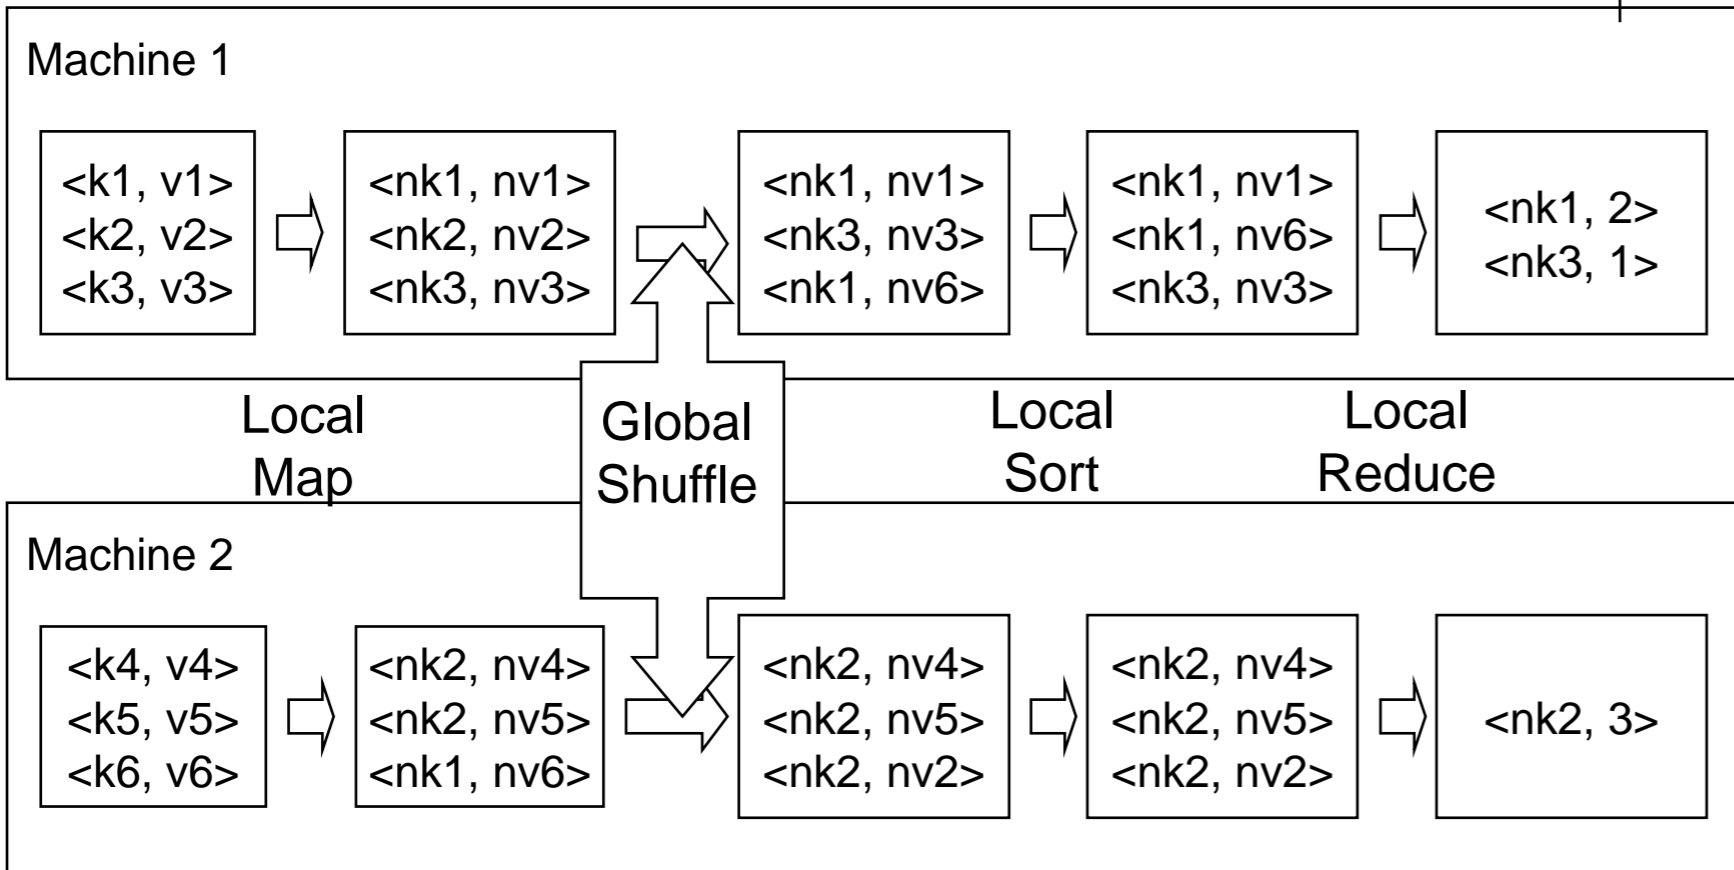 Machine 1
<k1, v1>
<k2, v2>
<k3, v3>
<nk1, nv1>
<nk2, nv2>
<nk3, nv3>
<nk1, nv1>
<nk3, nv3>
<nk1, nv6>
<nk1, nv1>
<nk1, nv6>
<nk3, nv3>
<nk1, 2>
<nk3, 1>
Local
Map
Global
Shuffle
Local
Sort
Local
Reduce
Machine 2
<k4, v4>
<k5, v5>
<k6, v6>
<nk2, nv4>
<nk2, nv5>
<nk1, nv6>
<nk2, nv4>
<nk2, nv5>
<nk2, nv2>
<nk2, nv4>
<nk2, nv5>
<nk2, nv2>
<nk2, 3>